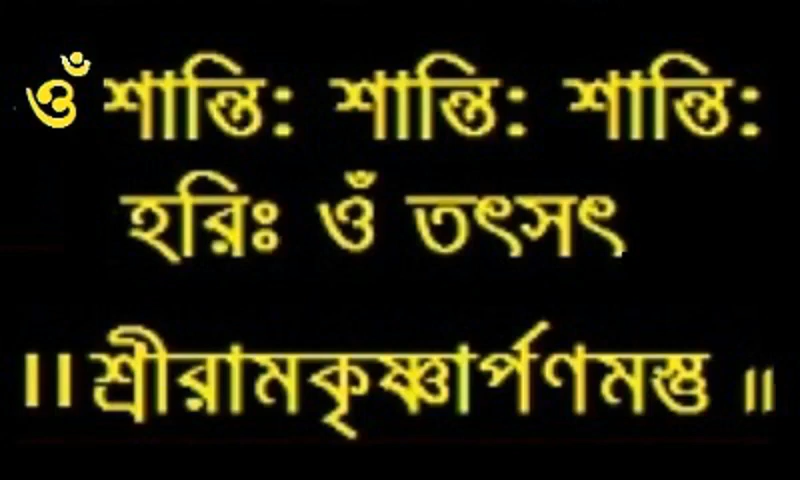 ওঁ শান্তি: শান্তি: শান্তি:
হরিঃ ওঁ তৎসৎ
।। শ্রীরামকৃষ্ণার্পণমস্তু ॥